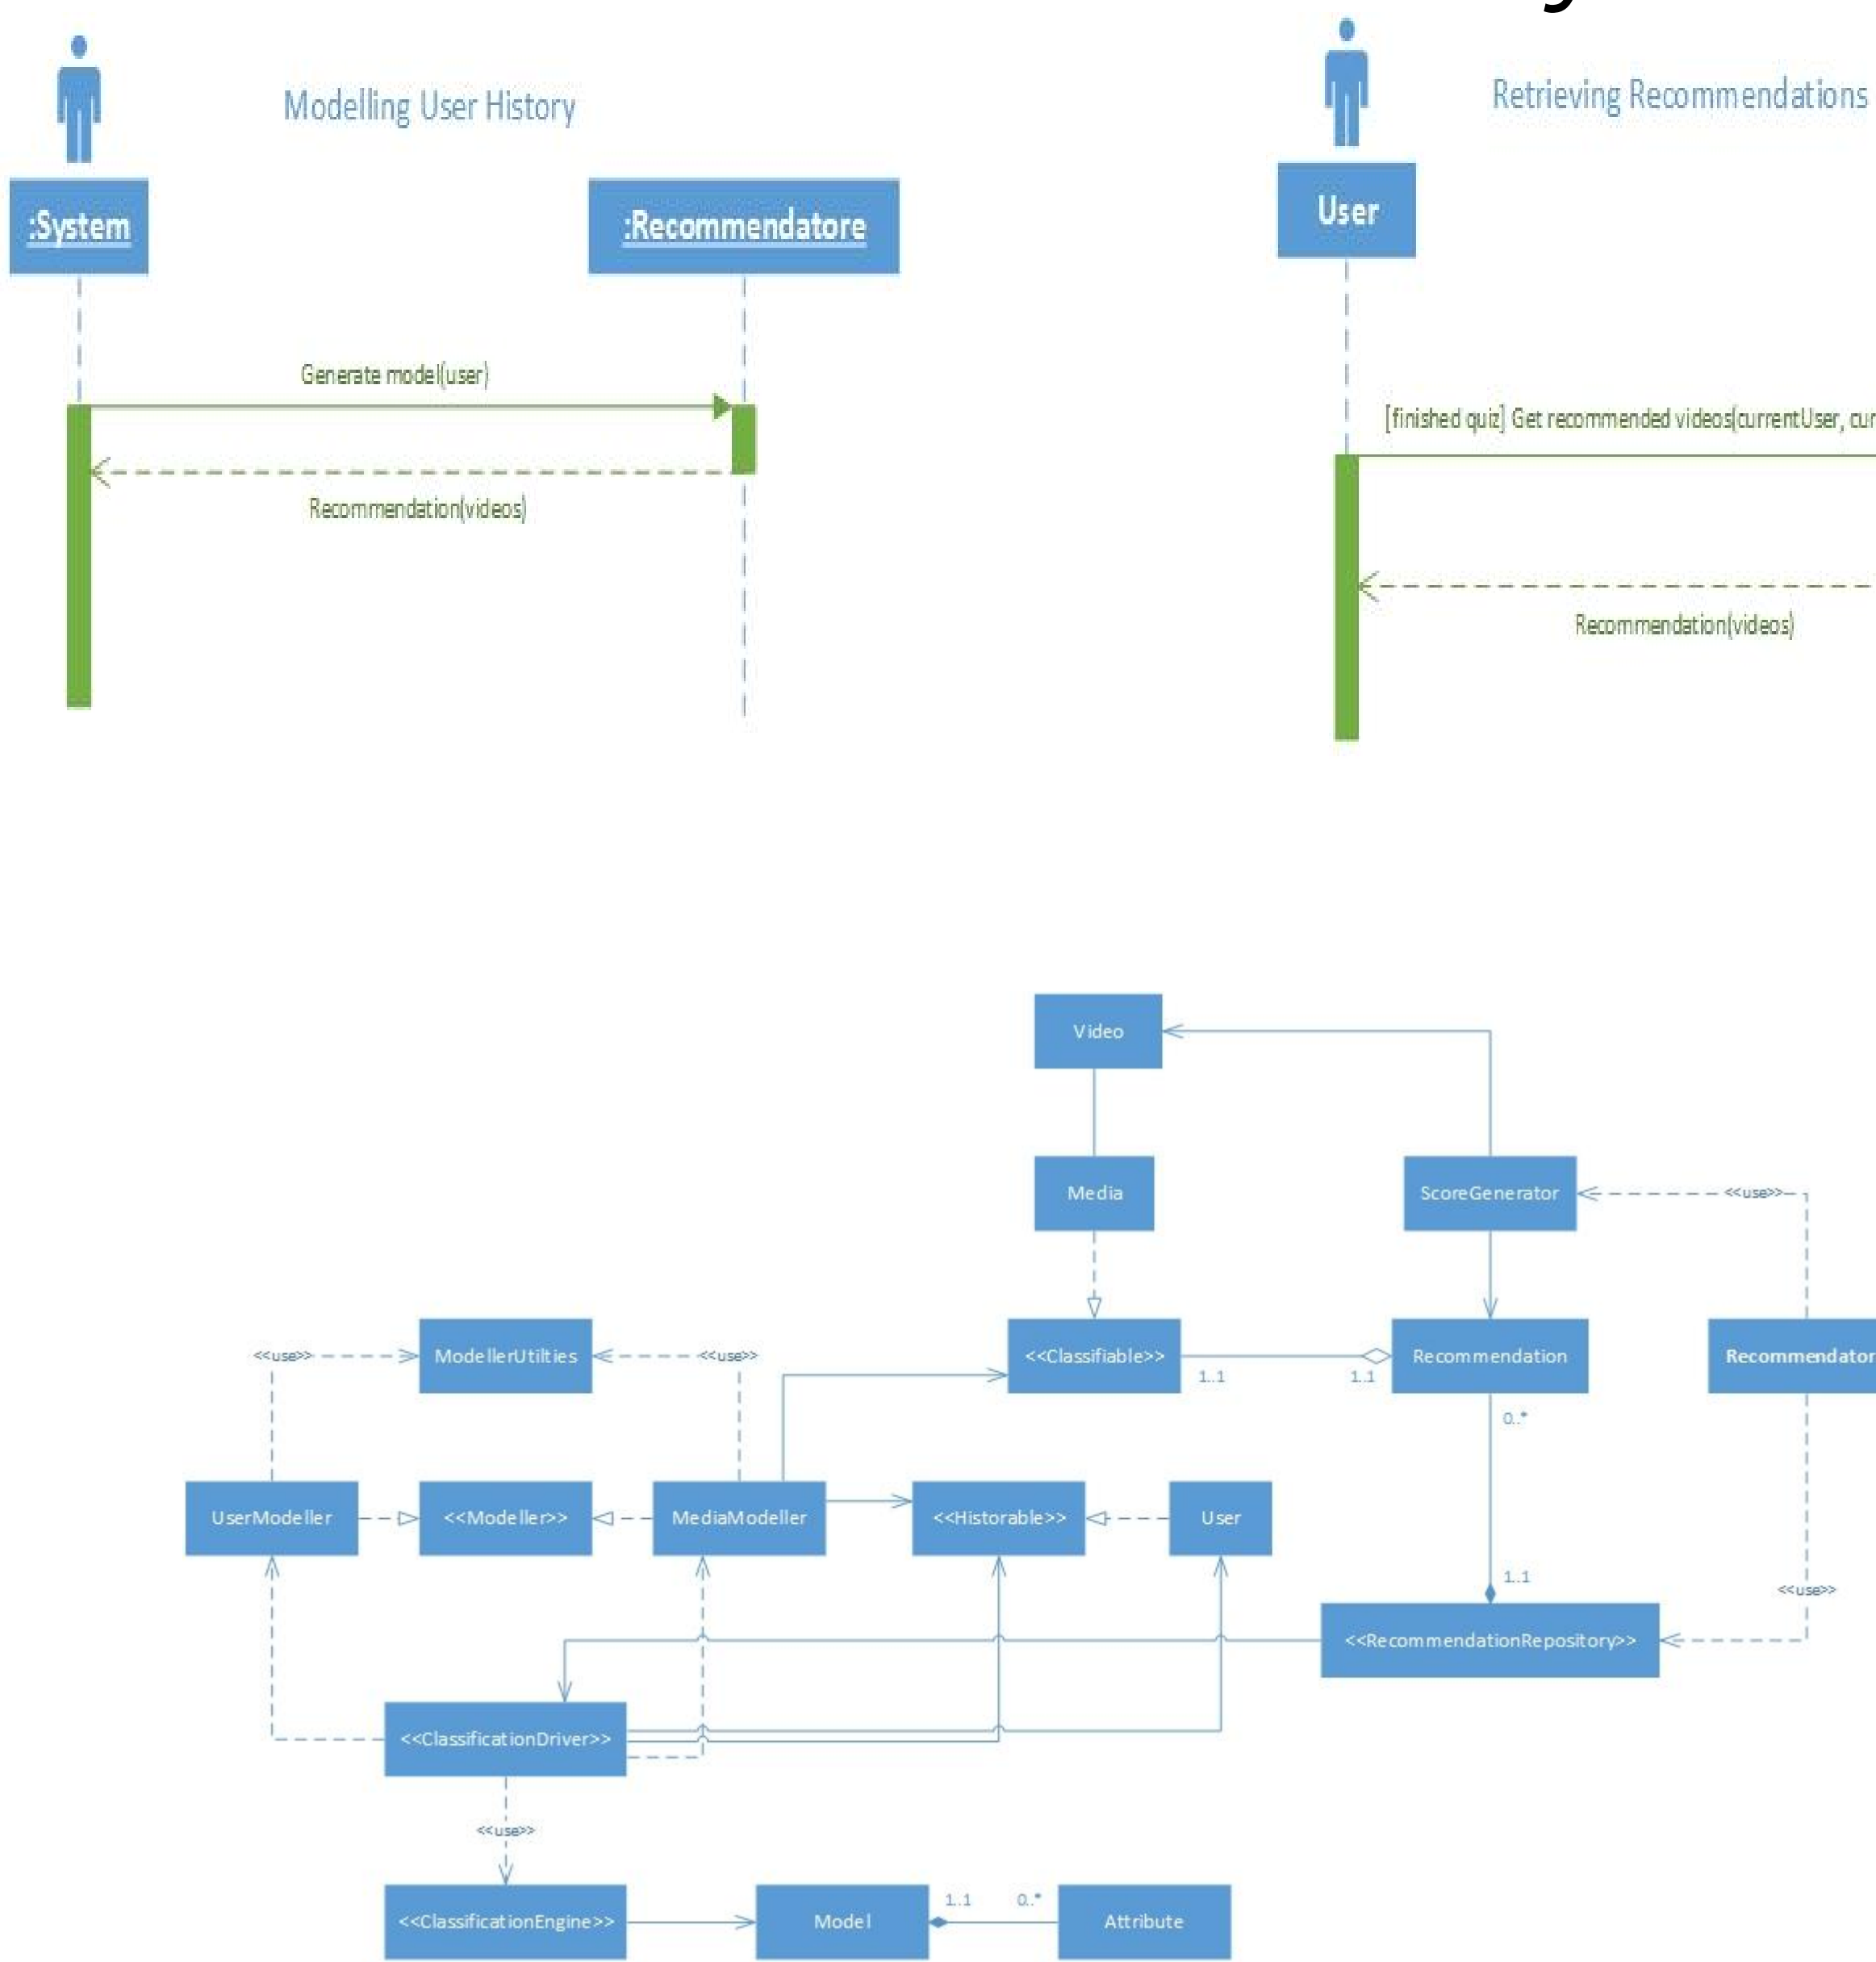 Modelling User History
:System
:Recommendatore
Generate model(user)
Recommendation(videos)
Retrieving Recommendations
User
[finished quiz] Get recommended videos(currentUser, cur
Recommendation(videos)
Video
Media
ScoreGenerator
<<use>>
<<use>>
ModellerUtilties
<<use>>
<<Classifiable>>
1..1
1..1
Recommendation
Recommendator
0..*
UserModeller
<<Modeller>>
MediaModeller
<<Historable>>
User
1..1
<<use>>
<<RecommendationRepository>>
<<ClassificationDriver>>
<<use>>
<<ClassificationEngine>>
Model
1..1
0..*
Attribute